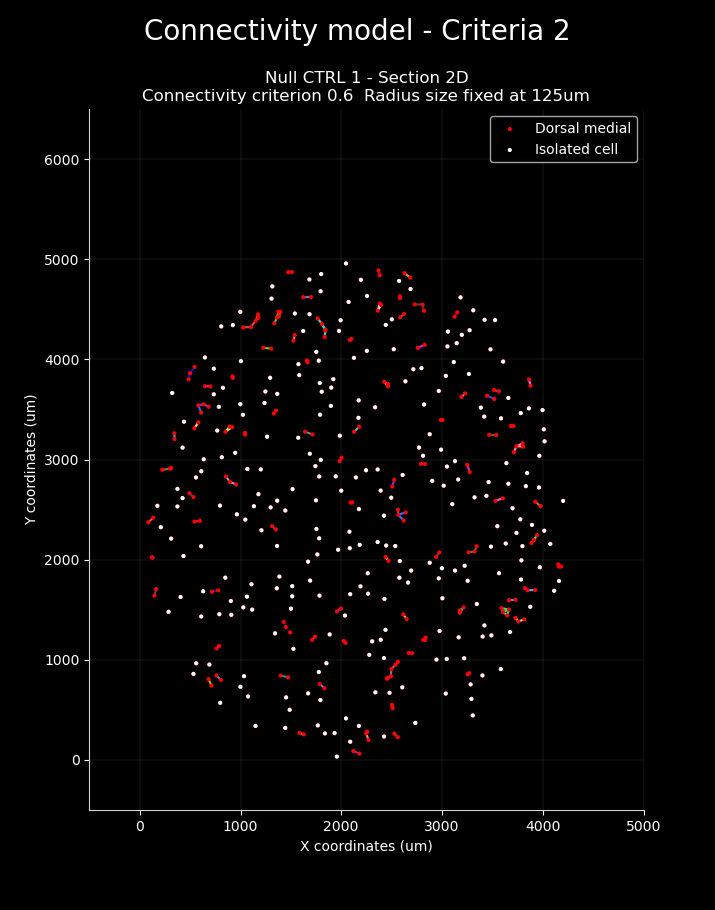 Connectivity model - Criteria 2
Null CTRL 1 - Section 2D
Connectivity criterion 0.6  Radius size fixed at 125um
Dorsal medial
Isolated cell
6000
5000
4000
3000
2000
1000
0
Y coordinates (um)
0
1000
2000
3000
4000
5000
X coordinates (um)